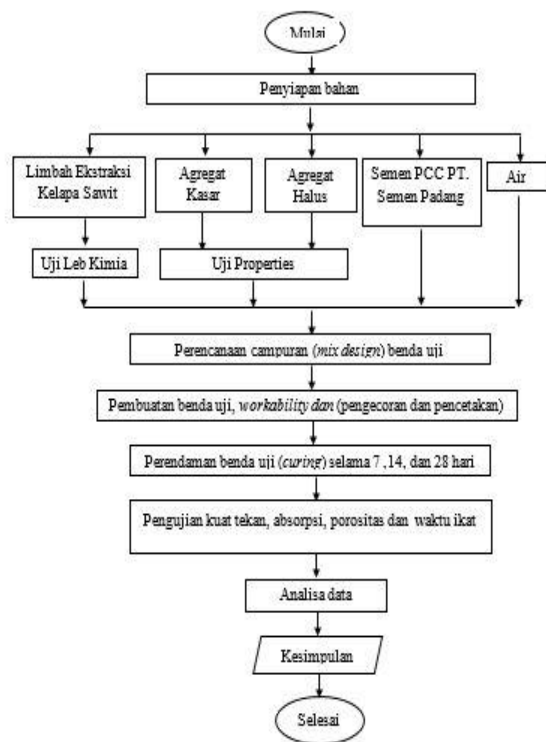 Mulai
Penyiapan bahan
Limbah Ekstraksi
Kelapa Sawit
Agregat
Kasar
Agregat
Halus
Semen PCC PT.
Semen Padang
Air
Uji Leb Kimia
Uji Properties
Perencanaan campuran (mix design) benda uji
Pembuatan benda uji, workability dan (pengecoran dan pencetakan)
Perendaman benda uji (curing) selama 7 ,14, dan 28 hari
Pengujian kuat tekan, absorpsi, porositas dan waktu ikat
Analisa data
Kesimpulan
Selesai